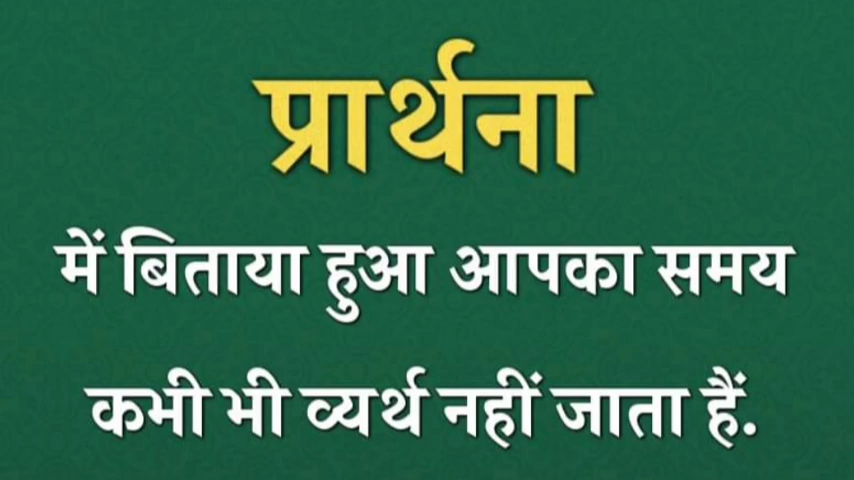 प्रार्थना
में बिताया हुआ आपका समय
कभी भी व्यर्थ नहीं जाता हैं.